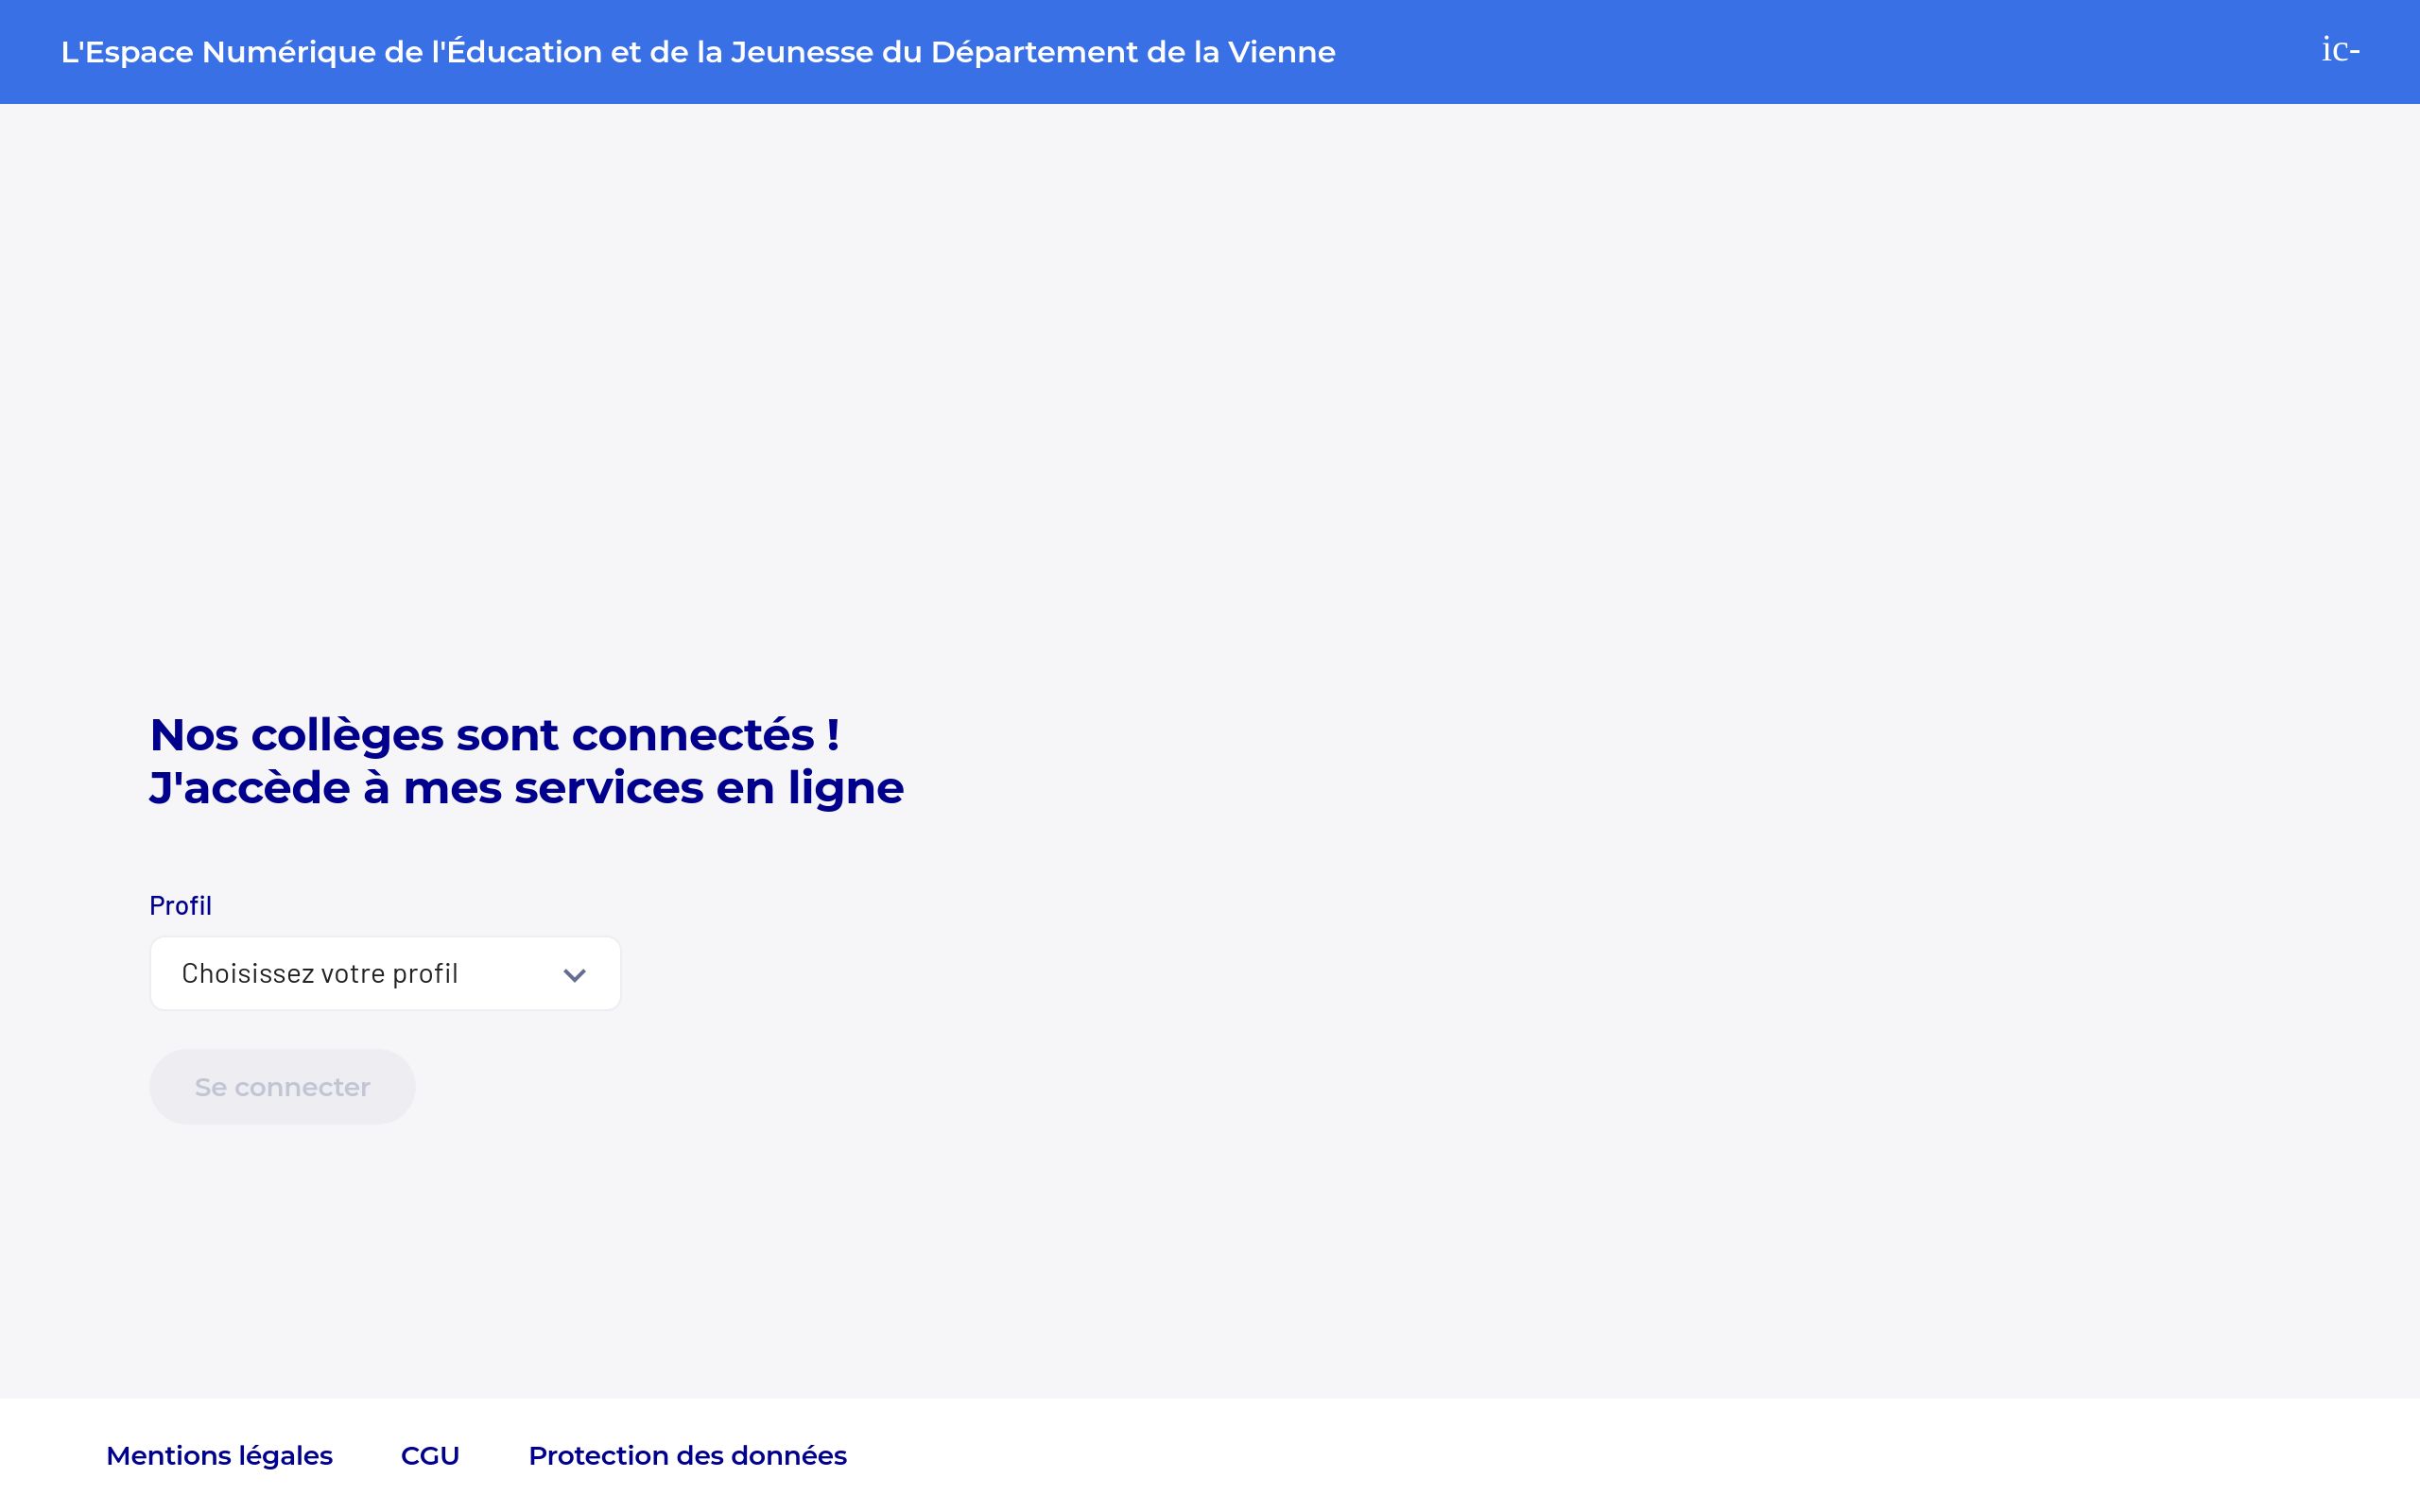 L'Espace Numérique de l'Éducation et de la Jeunesse du Département de la Vienne
ic-
Nos collèges sont connectés !
J'accède à mes services en ligne
Profil
Choisissez votre profil
Se connecter
Mentions légales
CGU
Protection des données